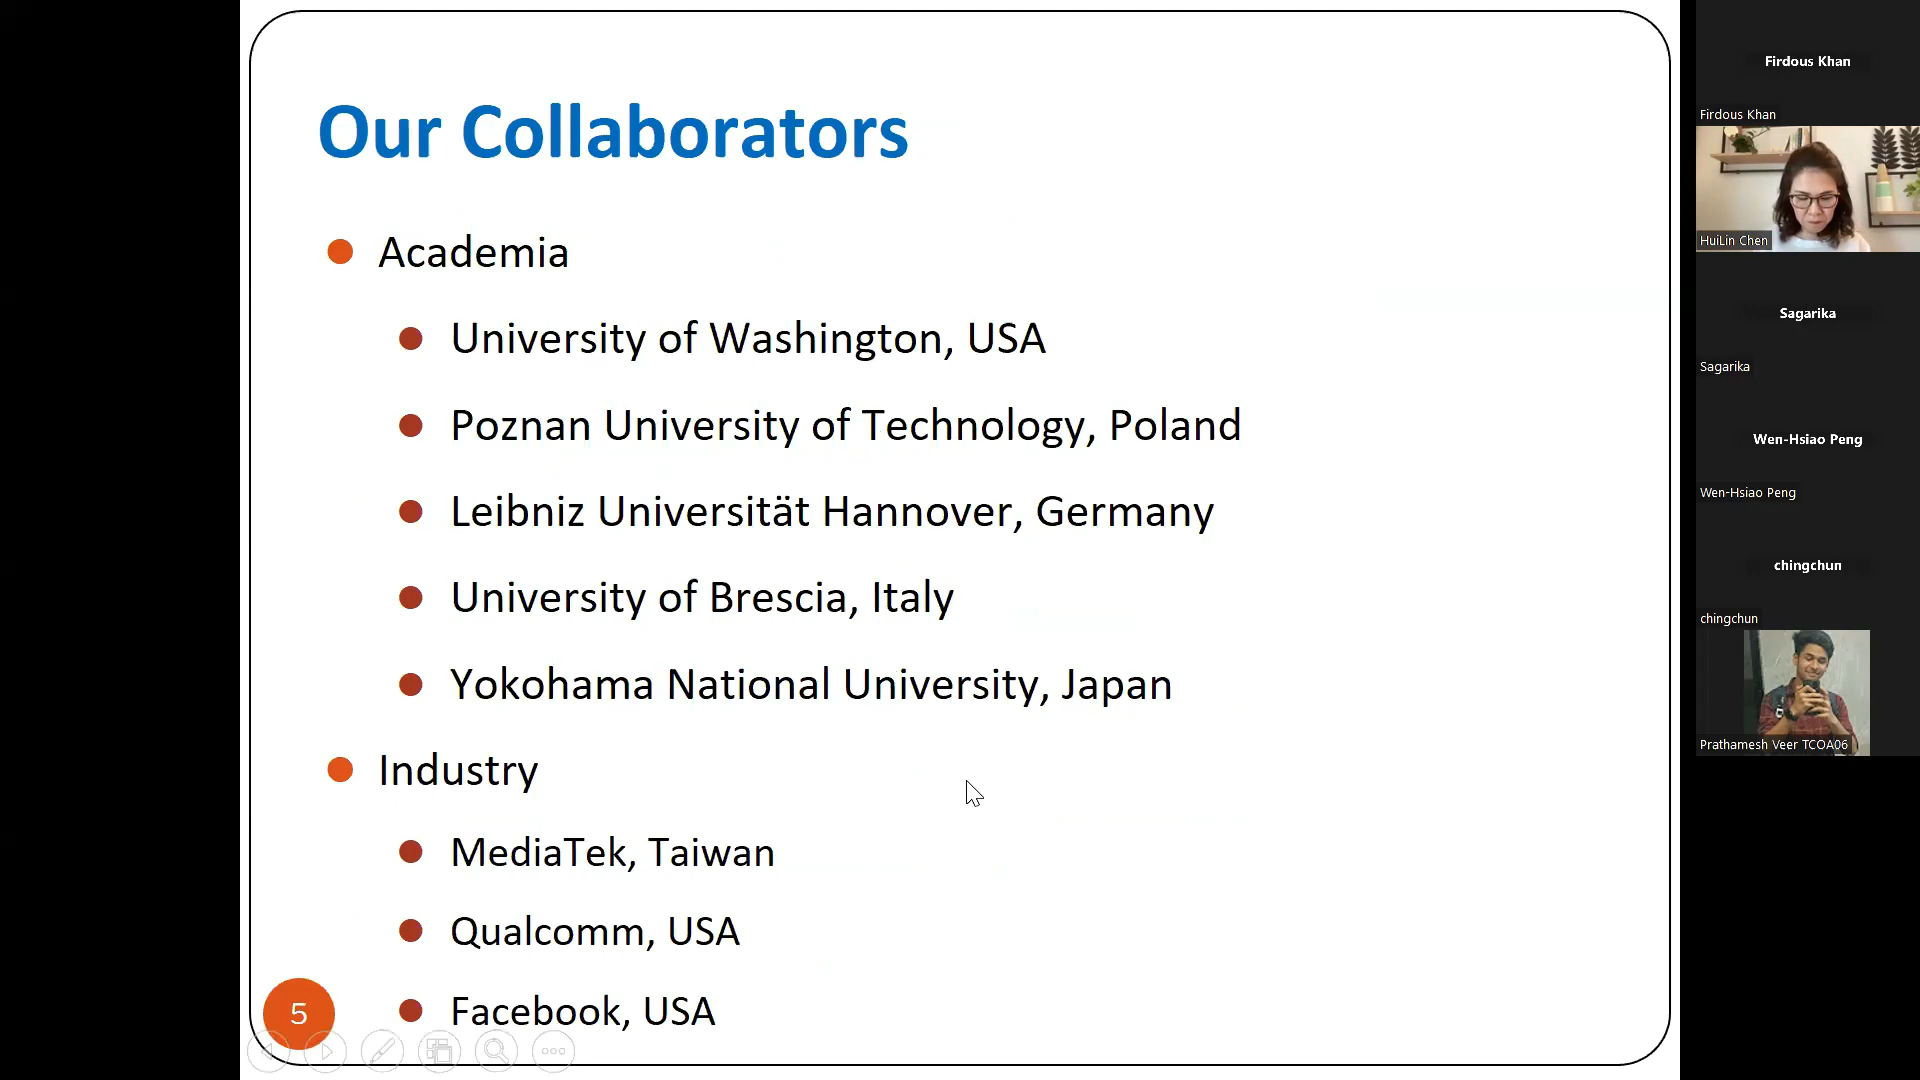 Our Collaborators
Academia
University of Washington, USA
Poznan University of Technology, Poland
Leibniz Universität Hannover, Germany
University of Brescia, Italy
Yokohama National University, Japan
Industry
MediaTek, Taiwan
Qualcomm, USA
Facebook, USA
5
Firdous Khan
Firdous Khan
HuiLin Chen
Sagarika
Sagarika
Wen-Hsiao Peng
Wen-Hsiao Peng
chingchun
chingchun
Prathamesh Veer TCOA06